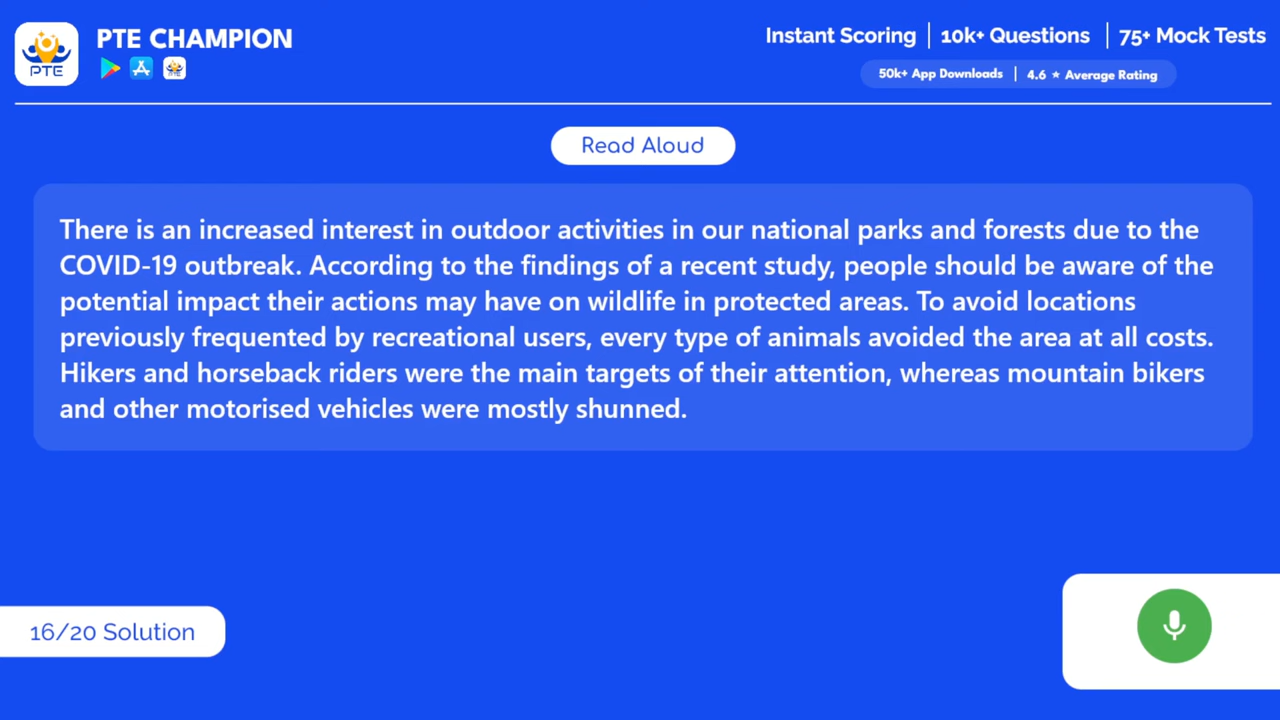 PTE CHAMPION
PTE
PTE
Instant Scoring | 10k+ Questions | 75+ Mock Tests
50k+ App Downloads | 4.6 ★ Average Rating
Read Aloud
There is an increased interest in outdoor activities in our national parks and forests due to the
COVID-19 outbreak. According to the findings of a recent study, people should be aware of the
potential impact their actions may have on wildlife in protected areas. To avoid locations
previously frequented by recreational users, every type of animals avoided the area at all costs.
Hikers and horseback riders were the main targets of their attention, whereas mountain bikers
and other motorised vehicles were mostly shunned.
16/20 Solution